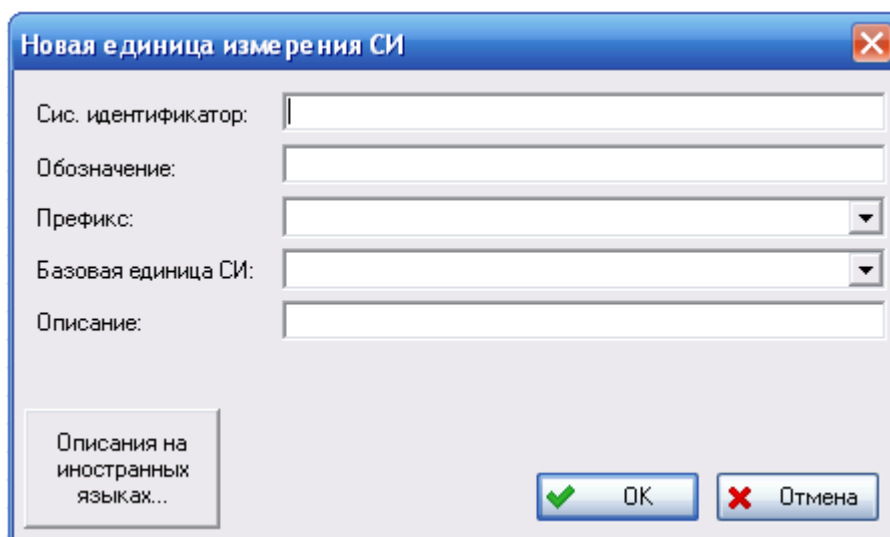 Новая единица измерения СИ
Сис. идентификатор:
Обозначение:
Префикс:
Базовая единица СИ:
Описание:
Описания на
иностранных
языках...
OK
Отмена